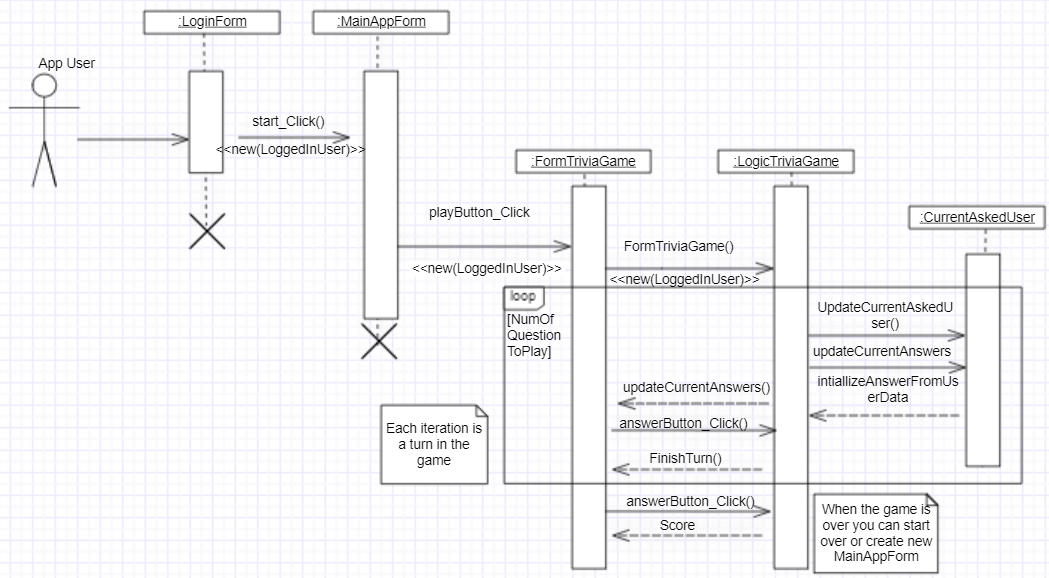 :LoginForm
:MainAppForm
App User
start_Click()
<<new(LoggedInUser)>>
:FormTriviaGame
:LogicTriviaGame
:CurrentAskedUser
playButton_Click
<<new(LoggedInUser)>>
FormTriviaGame()
<<new(LoggedInUser)>>
loop
[NumOf
Question
ToPlay]
UpdateCurrentAskedU
ser()
updateCurrentAnswers
intiallizeAnswerFromUs
erData
updateCurrentAnswers()
answerButton_Click()
FinishTurn()
Each iteration is
a turn in the
game
answerButton_Click()
Score
When the game is
over you can start
over or create new
MainAppForm